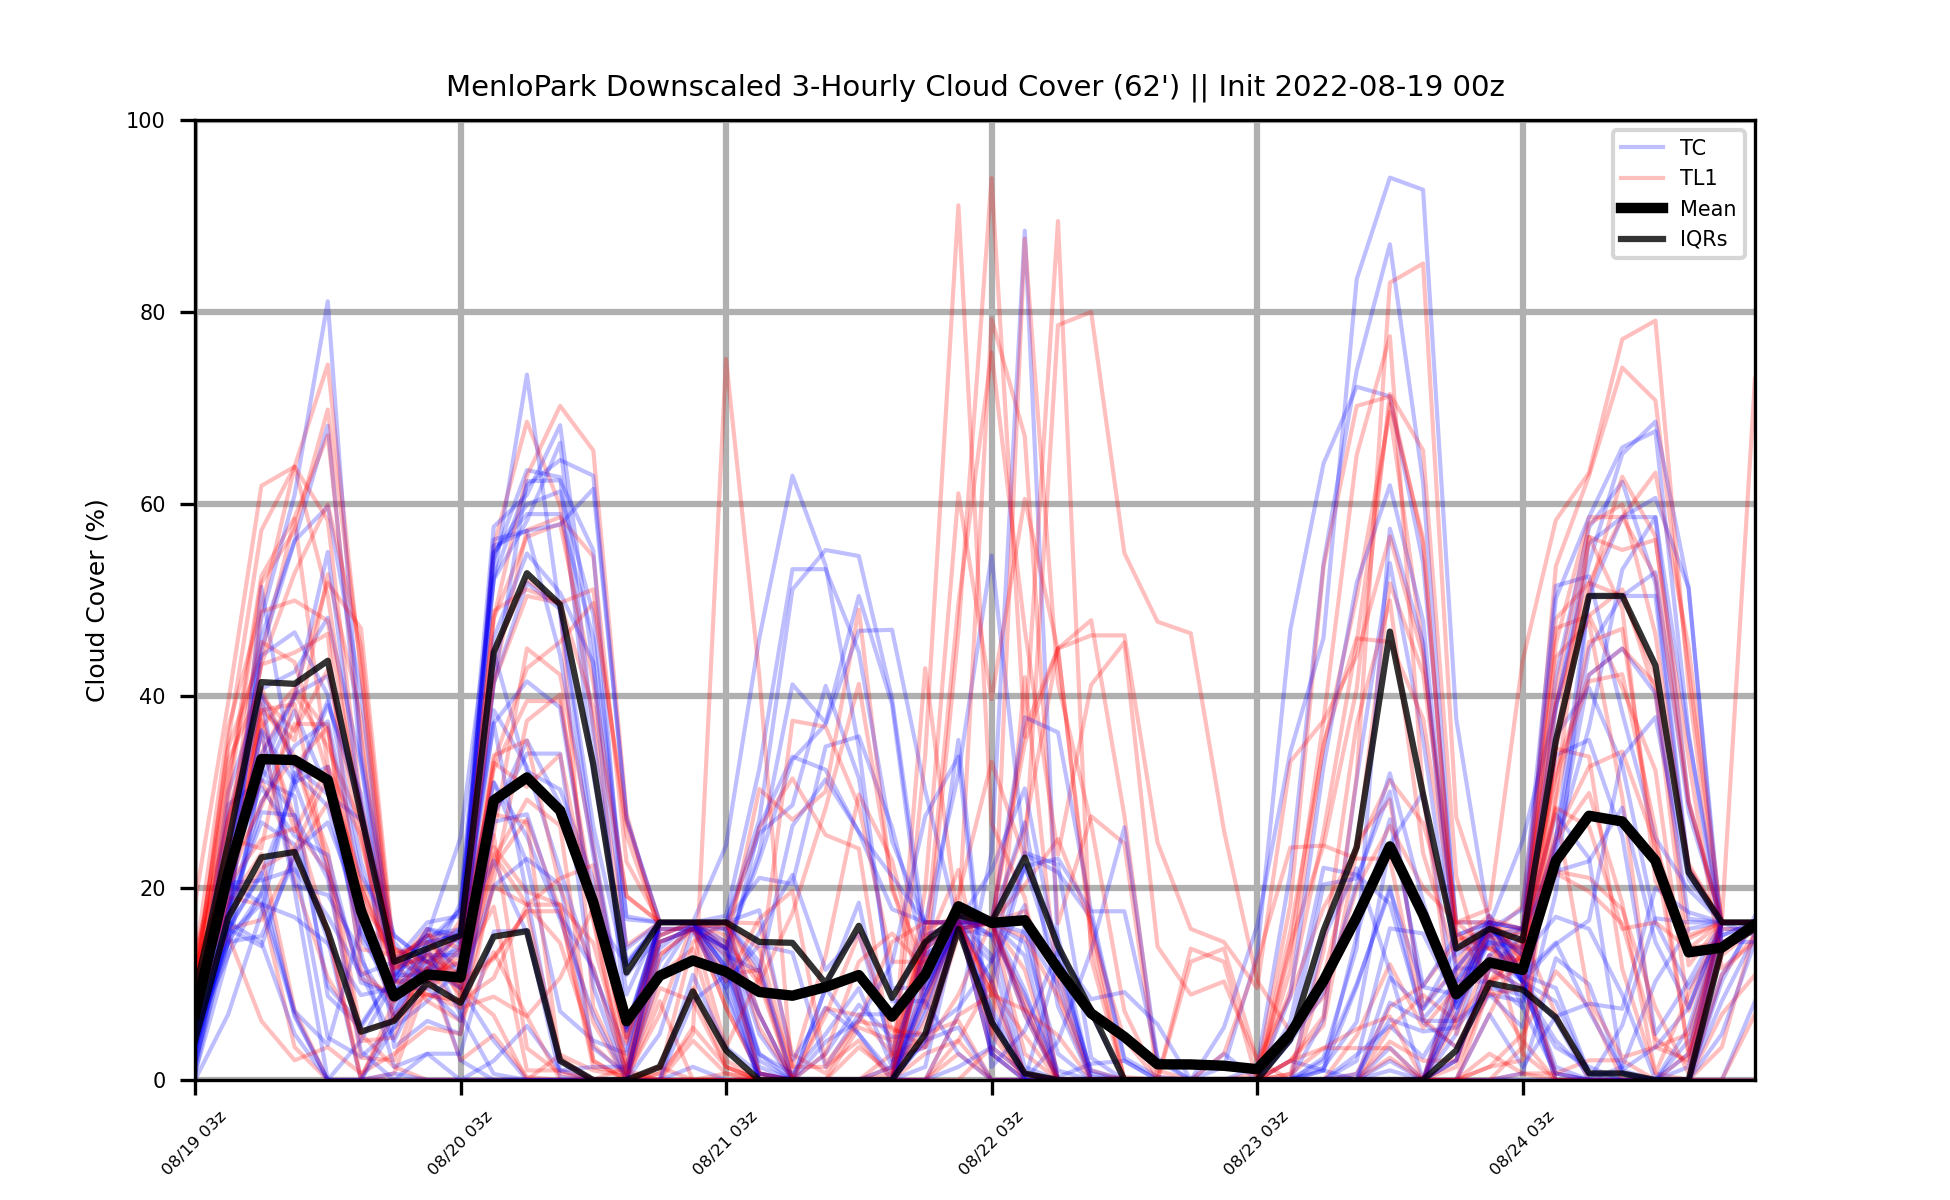 MenloPark Downscaled 3-Hourly Cloud Cover (62') || Init 2022-08-19 00z
Cloud Cover (%)
100
80
60
40
20
0
TC
TL1
Mean
IQRs
08/19 03z
08/20 03z
08/21 03z
08/22 03z
08/23 03z
08/24 03z